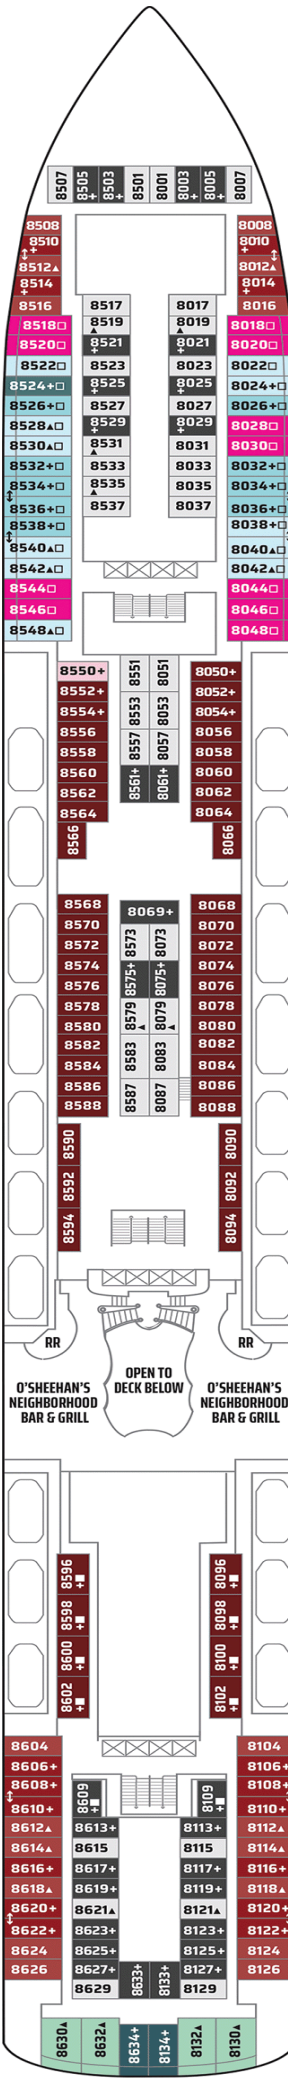 8507 8505+ 8503+ 8501 8001 8003+ 8005+ 8007
8508 8008
8510+ 8010+
8512▲ 8012▲
8514+ 8014+
8516 8517 8017 8016
8518□ 8519▲ 8019▲ 8018□
8520□ 8521+ 8021+ 8020□
8522□ 8523 8023 8022□
8524+□ 8525+ 8025+ 8024+□
8526+□ 8527 8027 8026+□
8528▲□ 8529+ 8029+ 8028□
8530▲□ 8531▲ 8031 8030□
8532+□ 8533 8033 8032+□
8534+□ 8535▲ 8035 8034+□
8536+□ 8537 8037 8036+□
8538+□ 8038+□
8540▲□ 8040▲□
8542▲□ 8042▲□
8544□ 8044□
8546□ 8046□
8548▲□ 8048□
8550+ 8551 8051 8050+
8552+ 8052+
8554+ 8553 8053 8054+
8556 8056
8558 8557 8057 8058
8560 8060
8562 8561+ 8061+ 8062
8564 8064
8566 8066
8568 8069+ 8068
8570 8070
8572 8573 8073 8072
8574 8074
8576 8575+ 8075+ 8076
8578 8078
8580 8579▲ 8079▲ 8080
8582 8082
8584 8583 8083 8084
8586 8086
8588 8587 8087 8088
8590 8090
8592 8092
8594 8094
RR RR
OPEN TO
DECK BELOW
O'SHEEHAN'S
NEIGHBORHOOD
BAR & GRILL
O'SHEEHAN'S
NEIGHBORHOOD
BAR & GRILL
8596+■ 8096+■
8598+■ 8098+■
8600+■ 8100+■
8602+■ 8102+■
8604 8104
8606+ 8106+
8608+ 8609+■ 8109+■ 8108+
8610+ 8110+
8612▲ 8613+ 8113+ 8112▲
8614▲ 8615 8115 8114▲
8616+ 8617+ 8117+ 8116+
8618▲ 8619+ 8119+ 8118▲
8620+ 8621▲ 8121▲ 8120+
8622+ 8623+ 8123+ 8122+
8624 8625+ 8125+ 8124
8626 8627+ 8633+ 8133+ 8127+ 8126
8629 8129
8630▲ 8632▲ 8634+ 8134+ 8132▲ 8130▲